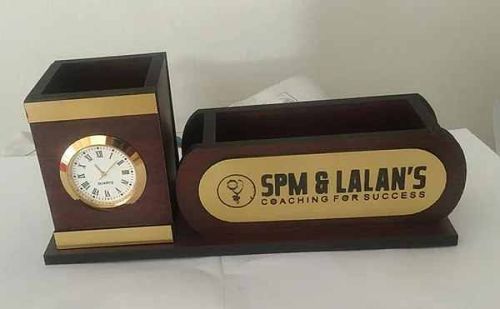 SPM & LALAN'S
COACHING FOR SUCCESS
QUARTZ